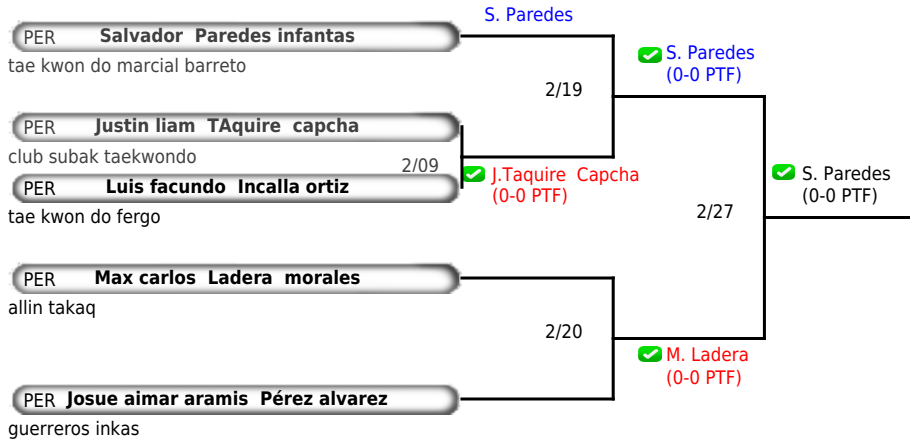 S. Paredes
PER Salvador Paredes infantas
tae kwon do marcial barreto
S. Paredes
(0-0 PTF)
2/19
PER Justin liam TAquire capcha
club subak taekwondo
2/09
J.Taquire Capcha
(0-0 PTF)
S. Paredes
(0-0 PTF)
PER Luis facundo Incalla ortiz
tae kwon do fergo
2/27
PER Max carlos Ladera morales
allin takaq
2/20
M. Ladera
(0-0 PTF)
PER Josue aimar aramis Pérez alvarez
guerreros inkas